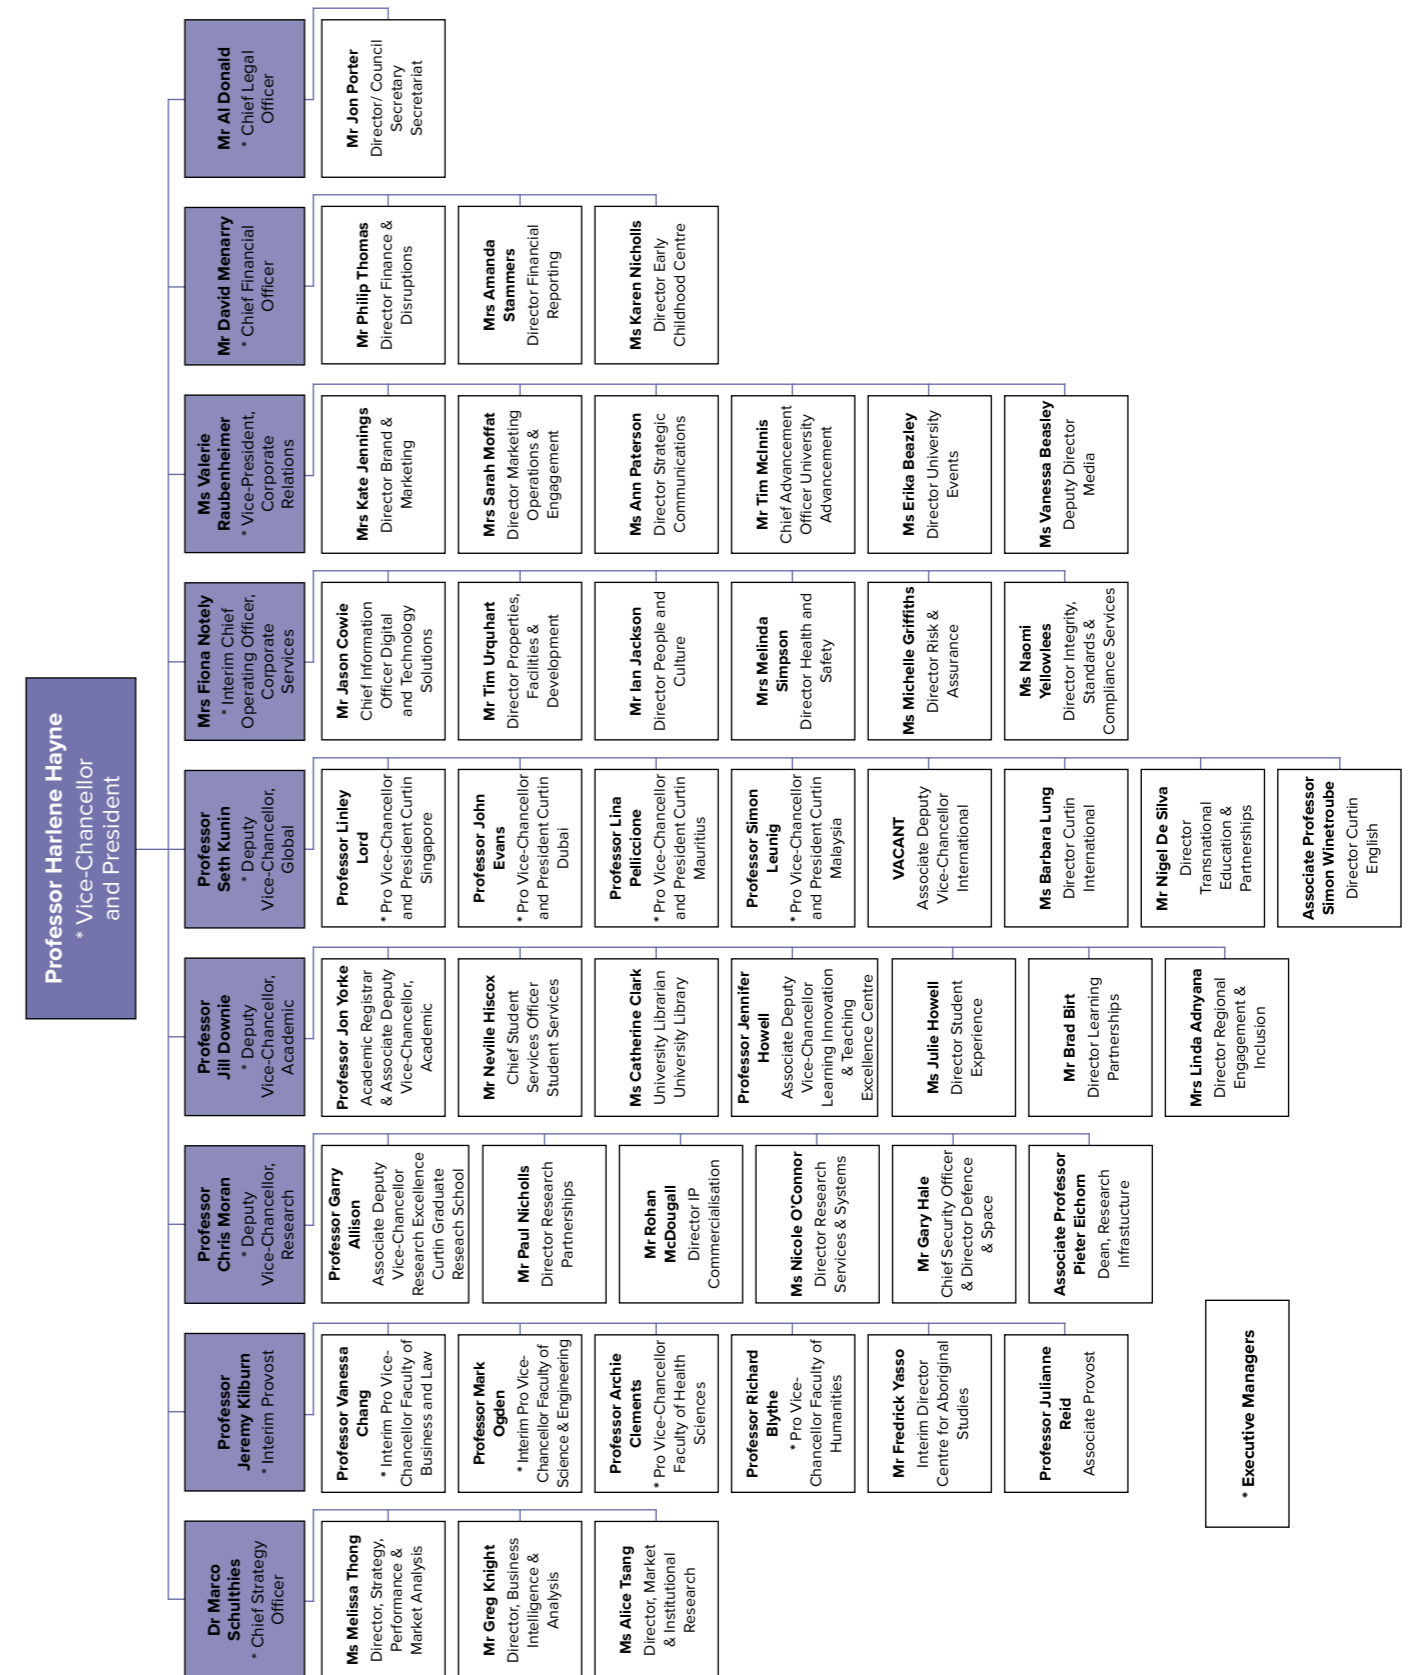 Professor Harlene Hayne
* Vice-Chancellor
and President
Dr Marco
Schulthies
* Chief Strategy
Officer
Ms Melissa Thong
Director, Strategy,
Performance &
Market Analysis
Mr Greg Knight
Director, Business
Intelligence &
Analysis
Ms Alice Tsang
Director, Market
& Institutional
Research
Professor
Jeremy Kilburn
* Interim Provost
Professor Vanessa
Chang
* Interim Pro Vice-
Chancellor Faculty of
Business and Law
Professor Mark
Ogden
* Interim Pro Vice-
Chancellor Faculty of
Science & Engineering
Professor Archie
Clements
* Pro Vice-Chancellor
Faculty of Health
Sciences
Professor Richard
Blythe
* Pro Vice-
Chancellor Faculty of
Humanities
Mr Fredrick Yasso
Interim Director
Centre for Aboriginal
Studies
Professor Julianne
Reid
Associate Provost
Professor
Chris Moran
* Deputy
Vice-Chancellor,
Research
Professor Garry
Allison
Associate Deputy
Vice-Chancellor
Research Excellence
Curtin Graduate
Research School
Mr Paul Nicholls
Director Research
Partnerships
Mr Rohan
McDougall
Director IP
Commercialisation
Ms Nicole O'Connor
Director Research
Services & Systems
Mr Gary Hale
Chief Security Officer
& Director Defence
& Space
Associate Professor
Pieter Eichorn
Dean, Research
Infrastucture
Professor
Jill Downie
* Deputy
Vice-Chancellor,
Academic
Professor Jon Yorke
Academic Registrar
& Associate Deputy
Vice-Chancellor,
Academic
Mr Neville Hiscox
Chief Student
Services Officer
Student Services
Ms Catherine Clark
University Librarian
University Library
Professor Jennifer
Howell
Associate Deputy
Vice-Chancellor
Learning Innovation
& Teaching
Excellence Centre
Ms Julie Howell
Director Student
Experience
Mr Brad Birt
Director Learning
Partnerships
Mrs Linda Adnyana
Director Regional
Engagement &
Inclusion
Professor
Seth Kunin
* Deputy
Vice-Chancellor,
Global
Professor Linley
Lord
* Pro Vice-Chancellor
and President Curtin
Singapore
Professor John
Evans
* Pro Vice-Chancellor
and President Curtin
Dubai
Professor Lina
Pelliccione
* Pro Vice-Chancellor
and President Curtin
Mauritius
Professor Simon
Leunig
* Pro Vice-Chancellor
and President Curtin
Malaysia
VACANT
Associate Deputy
Vice-Chancellor
International
Ms Barbara Lung
Director Curtin
International
Mr Nigel De Silva
Director
Transnational
Education &
Partnerships
Associate Professor
Simon Winetroube
Director Curtin
English
Mrs Fiona Notely
* Interim Chief
Operating Officer,
Corporate
Services
Mr Jason Cowie
Chief Information
Officer Digital
and Technology
Solutions
Mr Tim Urquhart
Director Properties,
Facilities &
Development
Mr Ian Jackson
Director People and
Culture
Mrs Melinda
Simpson
Director Health and
Safety
Ms Michelle Griffiths
Director Risk &
Assurance
Ms Naomi
Yellowlees
Director Integrity,
Standards &
Compliance Services
Ms Valerie
Raubenheimer
* Vice-President,
Corporate
Relations
Mrs Kate Jennings
Director Brand &
Marketing
Mrs Sarah Moffat
Director Marketing
Operations &
Engagement
Ms Ann Paterson
Director Strategic
Communications
Mr Tim McInnis
Chief Advancement
Officer University
Advancement
Ms Erika Beazley
Director University
Events
Ms Vanessa Beasley
Deputy Director
Media
Mr David Menarry
* Chief Financial
Officer
Mr Philip Thomas
Director Finance &
Disruptions
Mrs Amanda
Stammers
Director Financial
Reporting
Ms Karen Nicholls
Director Early
Childhood Centre
Mr Al Donald
* Chief Legal
Officer
Mr Jon Porter
Director/ Council
Secretary
Secretariat
* Executive Managers